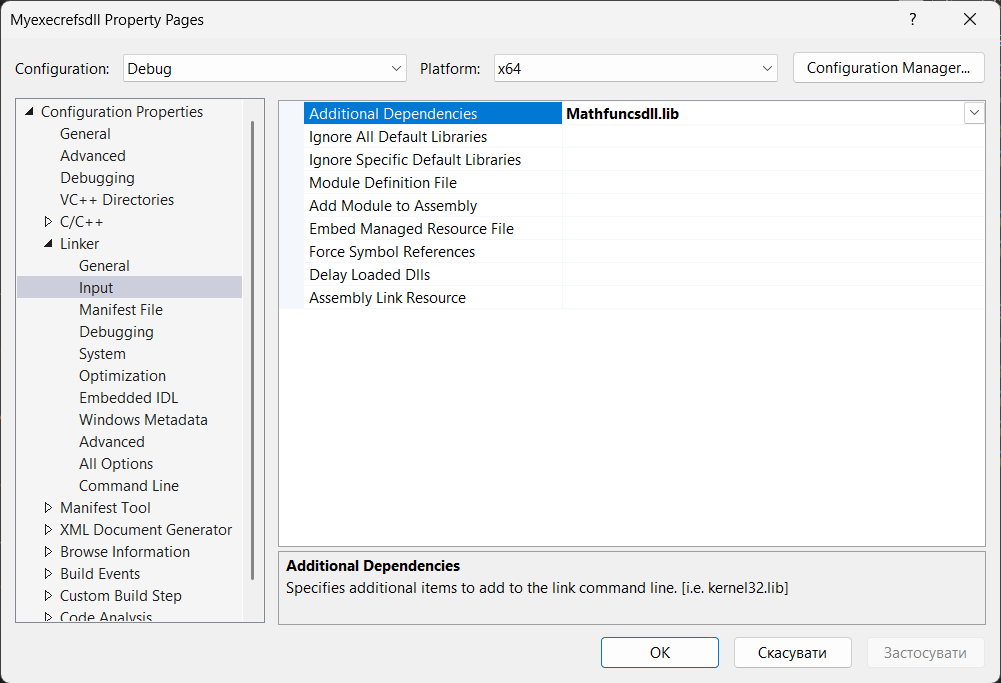 Myexecrefsdll Property Pages
?
Configuration: Debug Platform: x64 Configuration Manager...
Configuration Properties
General
Advanced
Debugging
VC++ Directories
C/C++
Linker
General
Input
Manifest File
Debugging
System
Optimization
Embedded IDL
Windows Metadata
Advanced
All Options
Command Line
Manifest Tool
XML Document Generator
Browse Information
Build Events
Custom Build Step
Code Analysis
Additional Dependencies Mathfuncsdll.lib
Ignore All Default Libraries
Ignore Specific Default Libraries
Module Definition File
Add Module to Assembly
Embed Managed Resource File
Force Symbol References
Delay Loaded Dlls
Assembly Link Resource
Additional Dependencies
Specifies additional items to add to the link command line. [i.e. kernel32.lib]
OK Скасувати Застосувати